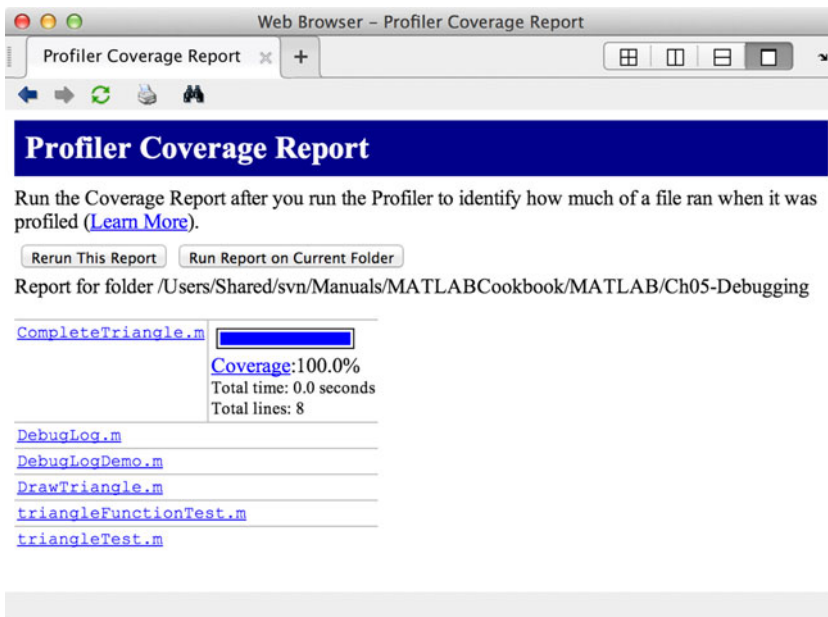 Web Browser – Profiler Coverage Report
Profiler Coverage Report
Profiler Coverage Report
Run the Coverage Report after you run the Profiler to identify how much of a file ran when it was
profiled (Learn More).
Rerun This Report Run Report on Current Folder
Report for folder /Users/Shared/svn/Manuals/MATLABCookbook/MATLAB/Ch05-Debugging
CompleteTriangle.m
Coverage:100.0%
Total time: 0.0 seconds
Total lines: 8
DebugLog.m
DebugLogDemo.m
DrawTriangle.m
triangleFunctionTest.m
triangleTest.m